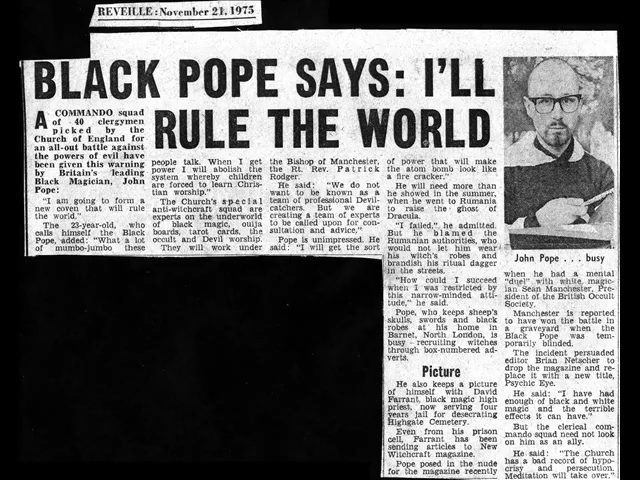 REVEILLE: November 21, 1975
BLACK POPE SAYS: I'LL
RULE THE WORLD
A COMMANDO squad
of 40 clergymen
picked by the
Church of England for
an all-out battle against
the powers of evil have
been given this warning
by Britain's leading
Black Magician, John
Pope:
"I am going to form a
new coven that will rule
the world."
The 23-year-old, who
calls himself the Black
Pope, added: "What a lot
of mumbo-jumbo these
people talk. When I get
power I will abolish the
system whereby children
are forced to learn Chris-
tian worship."
The Church's special
anti-witchcraft squad are
experts on the underworld
of black magic, ouija
boards, tarot cards, the
occult and Devil worship.
They will work under
the Bishop of Manchester,
the Rt. Rev. Patrick
Rodger.
He said: "We do not
want to be known as a
team of professional Devil-
catchers. But we are
creating a team of experts
to be called upon for con-
sultation and advice."
Pope is unimpressed. He
said: "I will get the sort
of power that will make
the atom bomb look like
a fire cracker."
He will need more than
he showed in the summer,
when he went to Rumania
to raise the ghost of
Dracula.
"I failed," he admitted.
But he blamed the
Rumanian authorities, who
would not let him wear
his witch's robes and
brandish his ritual dagger
in the streets.
"How could I succeed
when I was restricted by
this narrow-minded atti-
tude," he said.
Pope, who keeps sheep's
skulls, swords and black
robes at his home in
Barnet, North London, is
busy recruiting witches
through box-numbered ad-
verts.
Picture
He also keeps a picture
of himself with David
Farrant, black magic high
priest, now serving four
years jail for desecrating
Highgate Cemetery.
Even from his prison
cell, Farrant has been
sending articles to New
Witchcraft magazine.
Pope posed in the nude
for the magazine recently
John Pope . . . busy
when he had a mental
"duel" with white magic-
ian Sean Manchester, Pre-
sident of the British Occult
Society.
Manchester is reported
to have won the battle in
a graveyard when the
Black Pope was tem-
porarily blinded.
The incident persuaded
editor Brian Netscher to
drop the magazine and re-
place it with a new title,
Psychic Eye.
He said: "I have had
enough of black and white
magic and the terrible
effects it can have."
But the clerical com-
mando squad need not look
on him as an ally.
He said: "The Church
has a bad record of hypo-
crisy and persecution.
Meditation will take over."